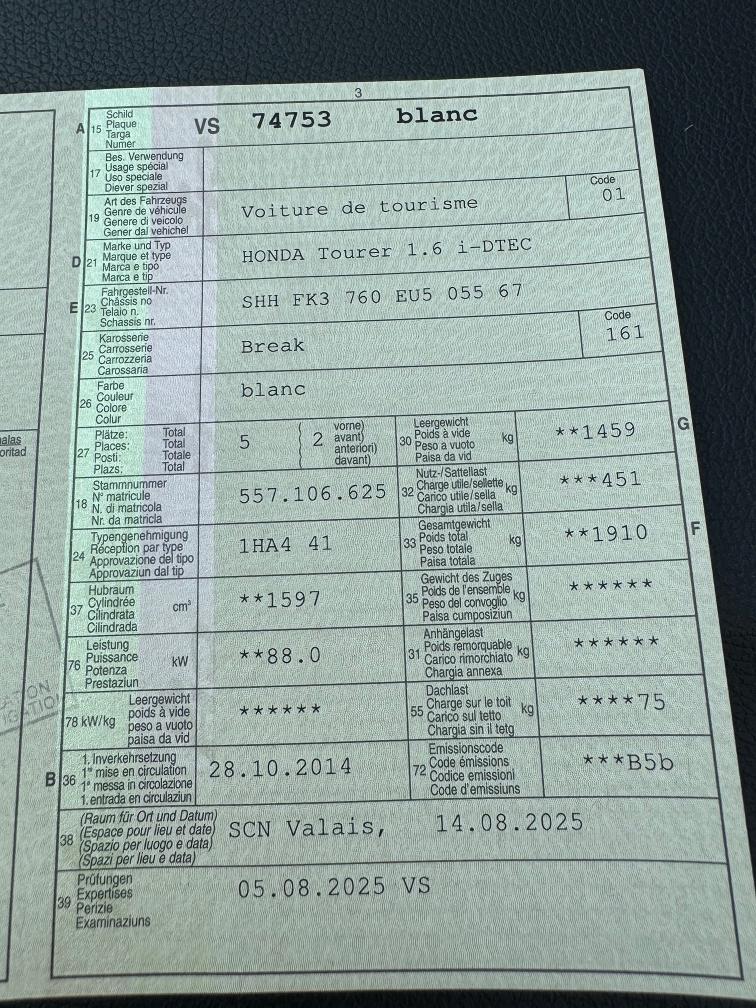 3
A 15 Schild
Plaque
Targa
Numer
VS 74753 blanc
17 Bes. Verwendung
Usage spécial
Uso speciale
Diever spezial
19 Art des Fahrzeugs
Genre de véhicule
Genere di veicolo
Gener dal vehichel
Voiture de tourisme
Code
01
D 21 Marke und Typ
Marque et type
Marca e tipo
Marca e tip
HONDA Tourer 1.6 i-DTEC
E 23 Fahrgestell-Nr.
Châssis no
Telaio n.
Schassis nr.
SHH FK3 760 EU5 055 67
25 Karosserie
Carrosserie
Carrozzeria
Carossaria
Break
Code
161
26 Farbe
Couleur
Colore
Colur
blanc
27 Plätze: Total
Places: Total
Posti: Totale
Plazs: Total
5
2 vorne)
avant)
anteriori)
davant)
30 Leergewicht
Poids à vide
Peso a vuoto
Paisa da vid
kg
**1459
G
18 Stammnummer
N° matricule
N. di matricola
Nr. da matricla
557.106.625
32 Nutz-/Sattellast
Charge utile/sellette
Carico utile/sella
Chargia utila/sella
kg
***451
24 Typengenehmigung
Réception par type
Approvazione del tipo
Approvaziun dal tip
1HA4 41
33 Gesamtgewicht
Poids total
Peso totale
Paisa totala
kg
**1910
F
37 Hubraum
Cylindrée
Cilindrata
Cilindrada
cm³
**1597
35 Gewicht des Zuges
Poids de l'ensemble
Peso del convoglio
Paisa cumposiziun
kg
******
76 Leistung
Puissance
Potenza
Prestaziun
kW
**88.0
31 Anhängelast
Poids remorquable
Carico rimorchiato
Chargia annexa
kg
******
78 kW/kg Leergewicht
poids à vide
peso a vuoto
paisa da vid
******
55 Dachlast
Charge sur le toit
Carico sul tetto
Chargia sin il tetg
kg
****75
B 36 1. Inverkehrsetzung
1re mise en circulation
1a messa in circolazione
1. entrada en circulaziun
28.10.2014
72 Emissionscode
Code émissions
Codice emissioni
Code d'emissiuns
***B5b
38 (Raum für Ort und Datum)
(Espace pour lieu et date)
(Spazio per luogo e data)
(Spazi per lieu e data)
SCN Valais, 14.08.2025
39 Prüfungen
Expertises
Perizie
Examinaziuns
05.08.2025 VS